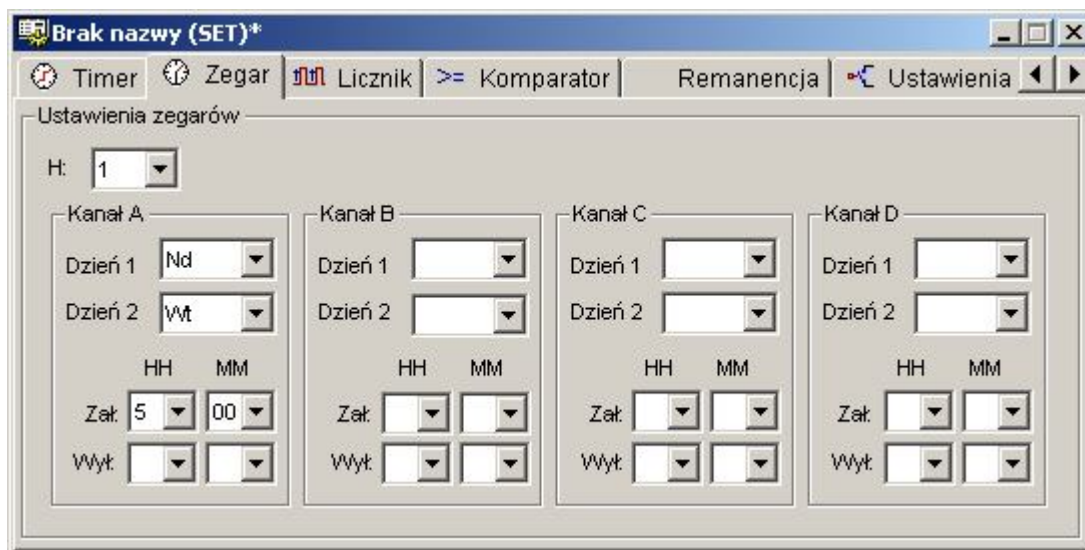 Brak nazwy (SET)*
Timer Zegar Licznik >= Komparator Remanencja Ustawienia
Ustawienia zegarów
H: 1
Kanał A Kanał B Kanał C Kanał D
Dzień 1 Nd Dzień 1 Dzień 1 Dzień 1
Dzień 2 Wt Dzień 2 Dzień 2 Dzień 2
HH MM HH MM HH MM HH MM
Zał: 5 00 Zał: Zał: Zał:
Wył: Wył: Wył: Wył: